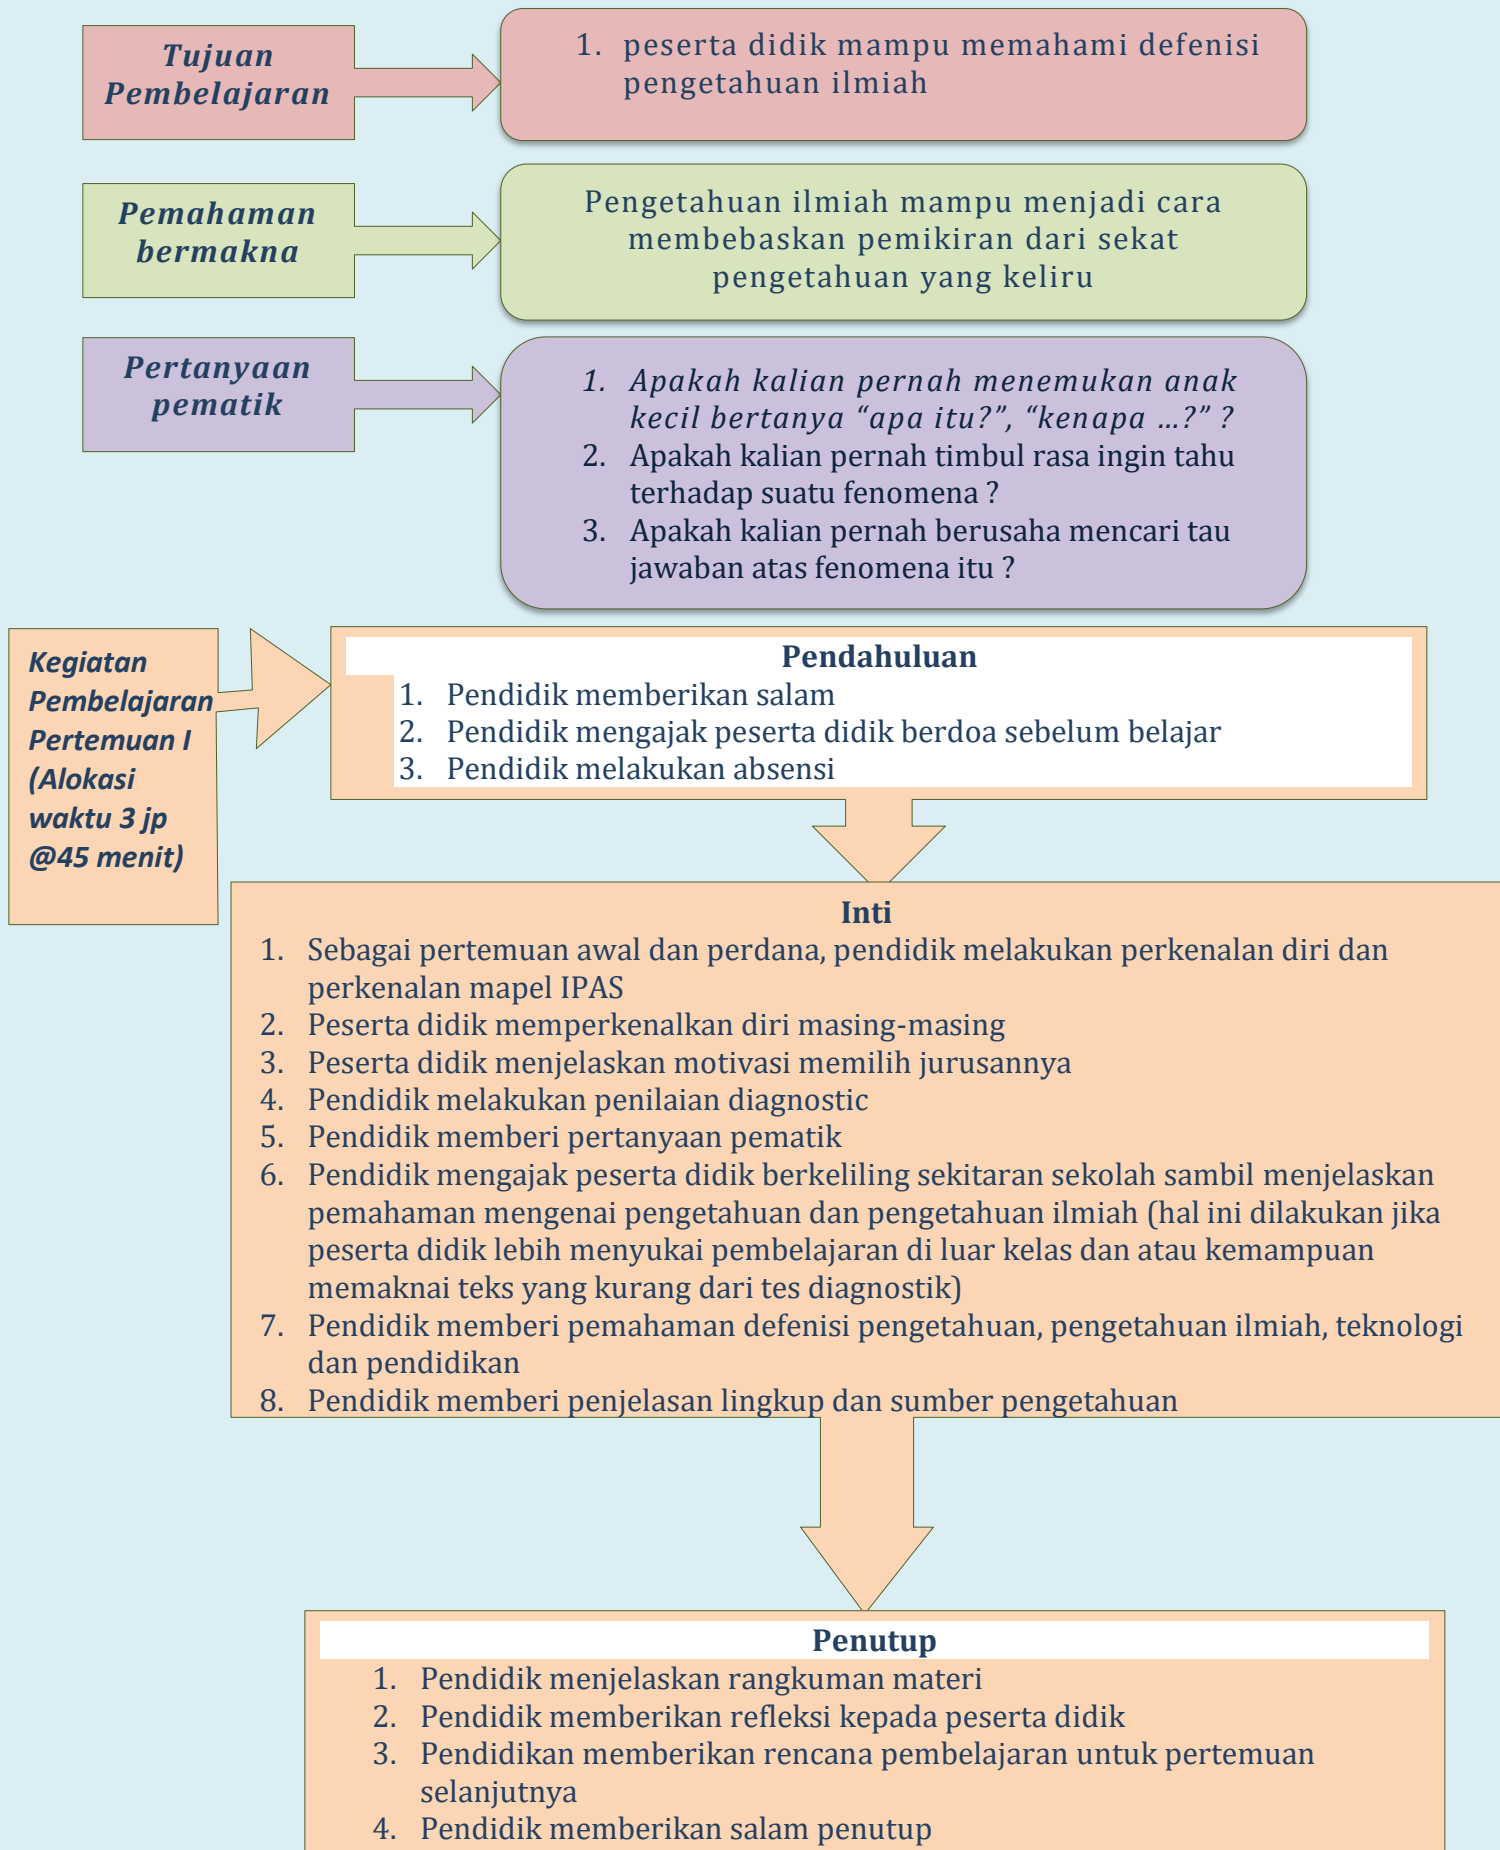 Tujuan
Pembelajaran
1. peserta didik mampu memahami defenisi
pengetahuan ilmiah
Pemahaman
bermakna
Pengetahuan ilmiah mampu menjadi cara
membebaskan pemikiran dari sekat
pengetahuan yang keliru
Pertanyaan
pematik
1. Apakah kalian pernah menemukan anak
kecil bertanya “apa itu?”, “kenapa …?” ?
2. Apakah kalian pernah timbul rasa ingin tahu
terhadap suatu fenomena ?
3. Apakah kalian pernah berusaha mencari tau
jawaban atas fenomena itu ?
Kegiatan
Pembelajaran
Pertemuan I
(Alokasi
waktu 3 jp
@45 menit)
Pendahuluan
1. Pendidik memberikan salam
2. Pendidik mengajak peserta didik berdoa sebelum belajar
3. Pendidik melakukan absensi
Inti
1. Sebagai pertemuan awal dan perdana, pendidik melakukan perkenalan diri dan
perkenalan mapel IPAS
2. Peserta didik memperkenalkan diri masing-masing
3. Peserta didik menjelaskan motivasi memilih jurusannya
4. Pendidik melakukan penilaian diagnostic
5. Pendidik memberi pertanyaan pematik
6. Pendidik mengajak peserta didik berkeliling sekitaran sekolah sambil menjelaskan
pemahaman mengenai pengetahuan dan pengetahuan ilmiah (hal ini dilakukan jika
peserta didik lebih menyukai pembelajaran di luar kelas dan atau kemampuan
memaknai teks yang kurang dari tes diagnostik)
7. Pendidik memberi pemahaman defenisi pengetahuan, pengetahuan ilmiah, teknologi
dan pendidikan
8. Pendidik memberi penjelasan lingkup dan sumber pengetahuan
Penutup
1. Pendidik menjelaskan rangkuman materi
2. Pendidik memberikan refleksi kepada peserta didik
3. Pendidikan memberikan rencana pembelajaran untuk pertemuan
selanjutnya
4. Pendidik memberikan salam penutup